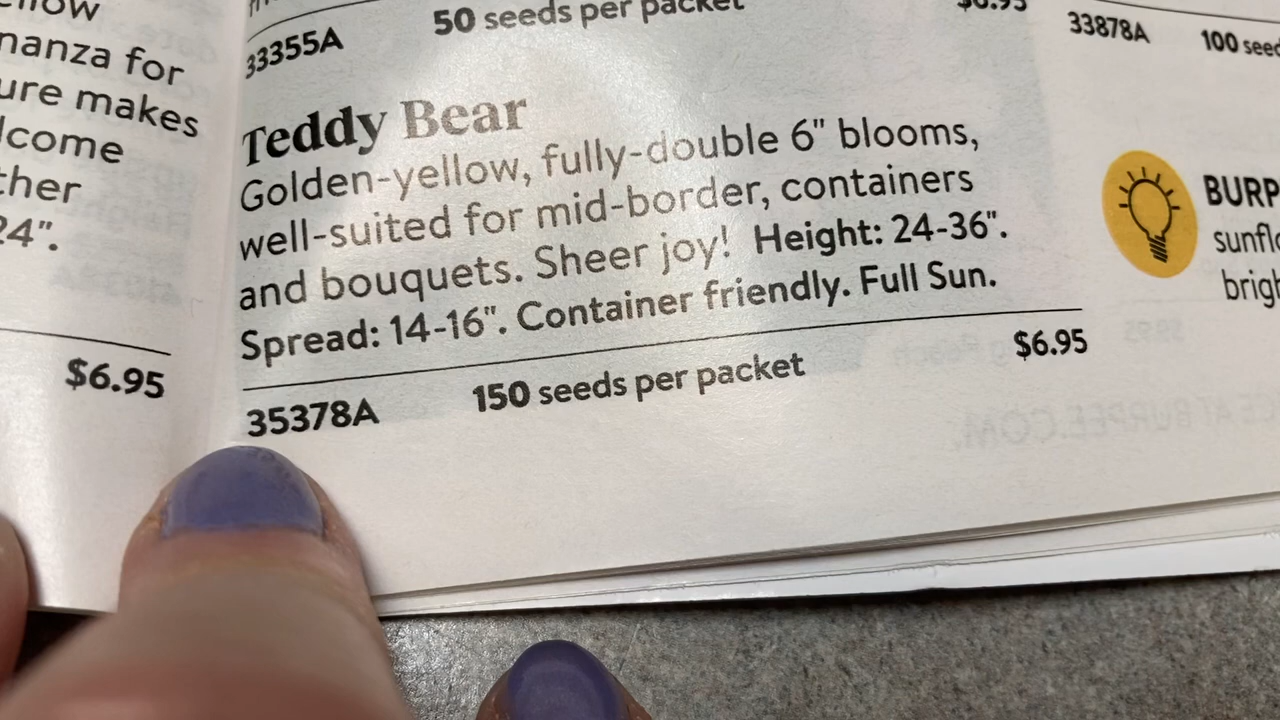 nanza for
ure makes
lcome
ther
24".
$6.95
33355A 50 seeds per packet
Teddy Bear
Golden-yellow, fully-double 6" blooms,
well-suited for mid-border, containers
and bouquets. Sheer joy! Height: 24-36".
Spread: 14-16". Container friendly. Full Sun.
35378A 150 seeds per packet $6.95
33878A 100 seed
BURP
sunflo
brigh